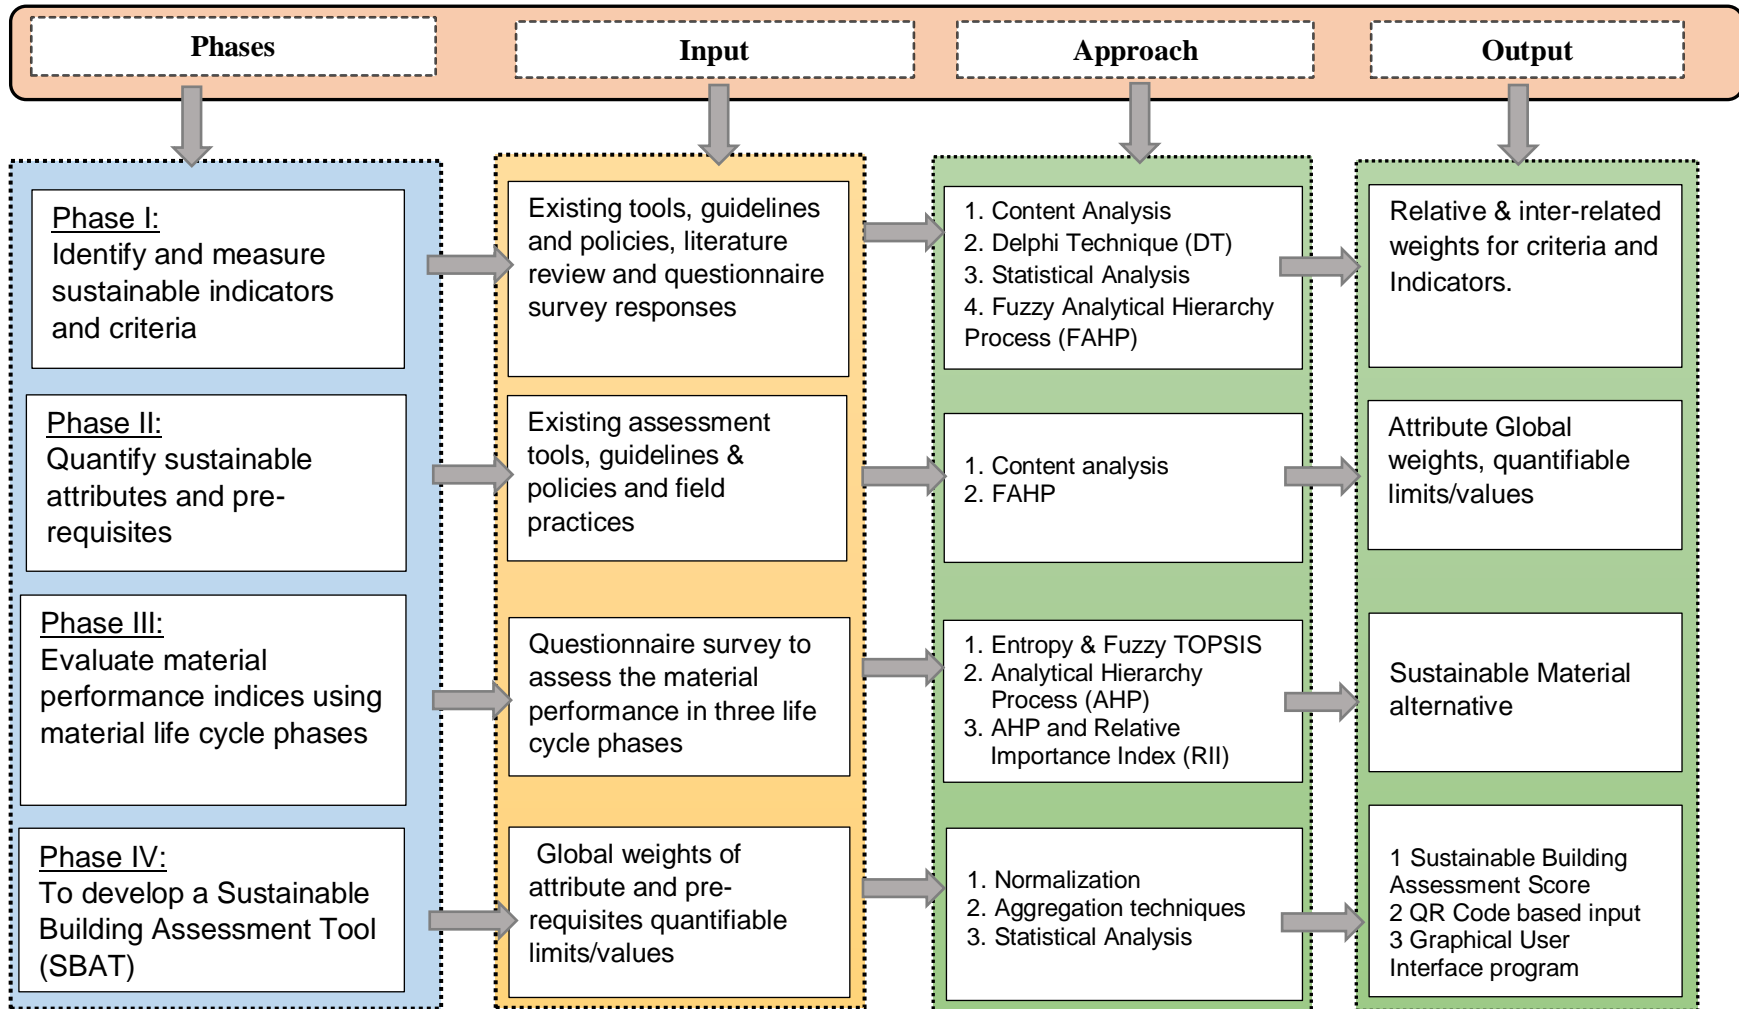 Phases
Input
Approach
Output
Phase I:
Identify and measure
sustainable indicators
and criteria
Existing tools, guidelines
and policies, literature
review and questionnaire
survey responses
1. Content Analysis
2. Delphi Technique (DT)
3. Statistical Analysis
4. Fuzzy Analytical Hierarchy
Process (FAHP)
Relative & inter-related
weights for criteria and
Indicators.
Phase II:
Quantify sustainable
attributes and pre-
requisites
Existing assessment
tools, guidelines &
policies and field
practices
1. Content analysis
2. FAHP
Attribute Global
weights, quantifiable
limits/values
Phase III:
Evaluate material
performance indices using
material life cycle phases
Questionnaire survey to
assess the material
performance in three life
cycle phases
1. Entropy & Fuzzy TOPSIS
2. Analytical Hierarchy
Process (AHP)
3. AHP and Relative
Importance Index (RII)
Sustainable Material
alternative
Phase IV:
To develop a Sustainable
Building Assessment Tool
(SBAT)
Global weights of
attribute and pre-
requisites quantifiable
limits/values
1. Normalization
2. Aggregation techniques
3. Statistical Analysis
1 Sustainable Building
Assessment Score
2 QR Code based input
3 Graphical User
Interface program